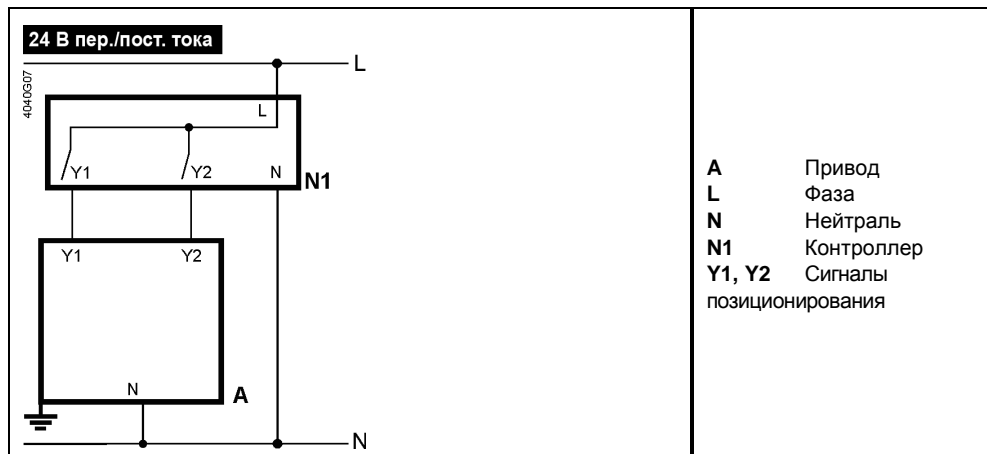 24 В пер./пост. тока
L
4040G07
L
Y1
Y2
N
N1
Y1
Y2
N
A
N
A Привод
L Фаза
N Нейтраль
N1 Контроллер
Y1, Y2 Сигналы
позиционирования